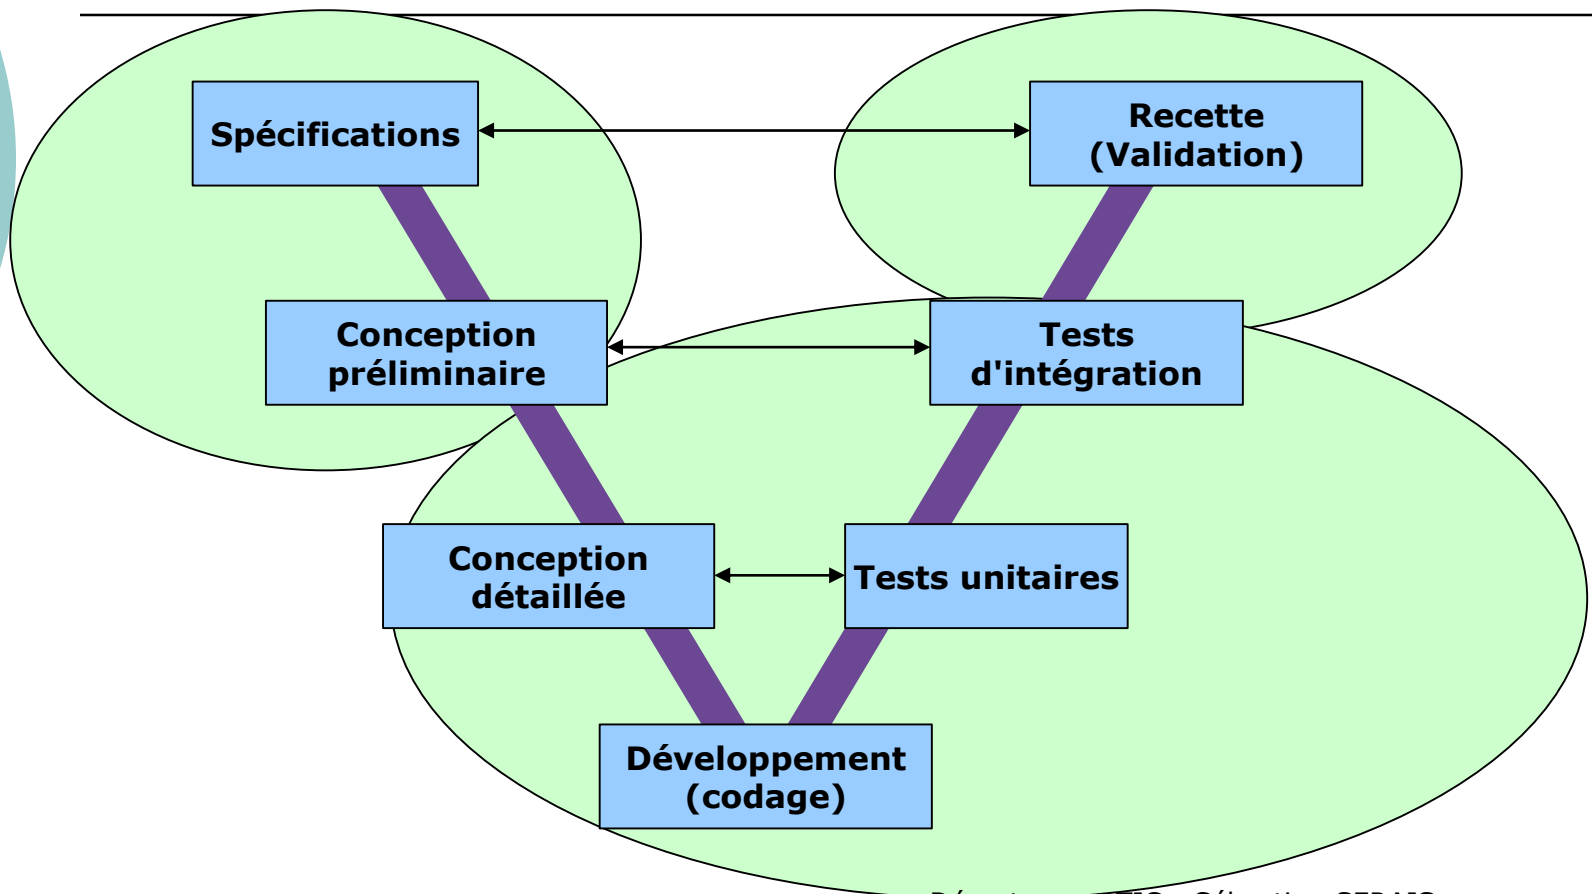 Spécifications
Recette
(Validation)
Conception
préliminaire
Tests
d'intégration
Conception
détaillée
Tests unitaires
Développement
(codage)